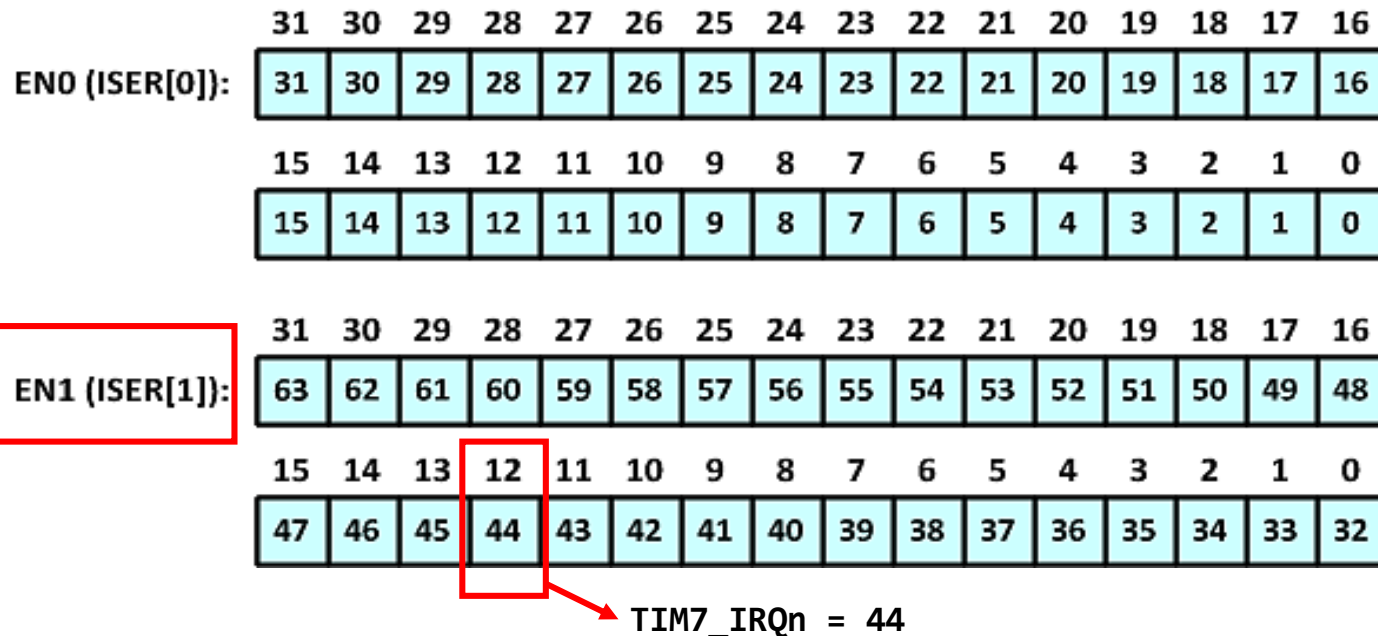 31 30 29 28 27 26 25 24 23 22 21 20 19 18 17 16
EN0 (ISER[0]): 31 30 29 28 27 26 25 24 23 22 21 20 19 18 17 16
15 14 13 12 11 10 9 8 7 6 5 4 3 2 1 0
15 14 13 12 11 10 9 8 7 6 5 4 3 2 1 0
31 30 29 28 27 26 25 24 23 22 21 20 19 18 17 16
EN1 (ISER[1]): 63 62 61 60 59 58 57 56 55 54 53 52 51 50 49 48
15 14 13 12 11 10 9 8 7 6 5 4 3 2 1 0
47 46 45 44 43 42 41 40 39 38 37 36 35 34 33 32
TIM7_IRQn = 44